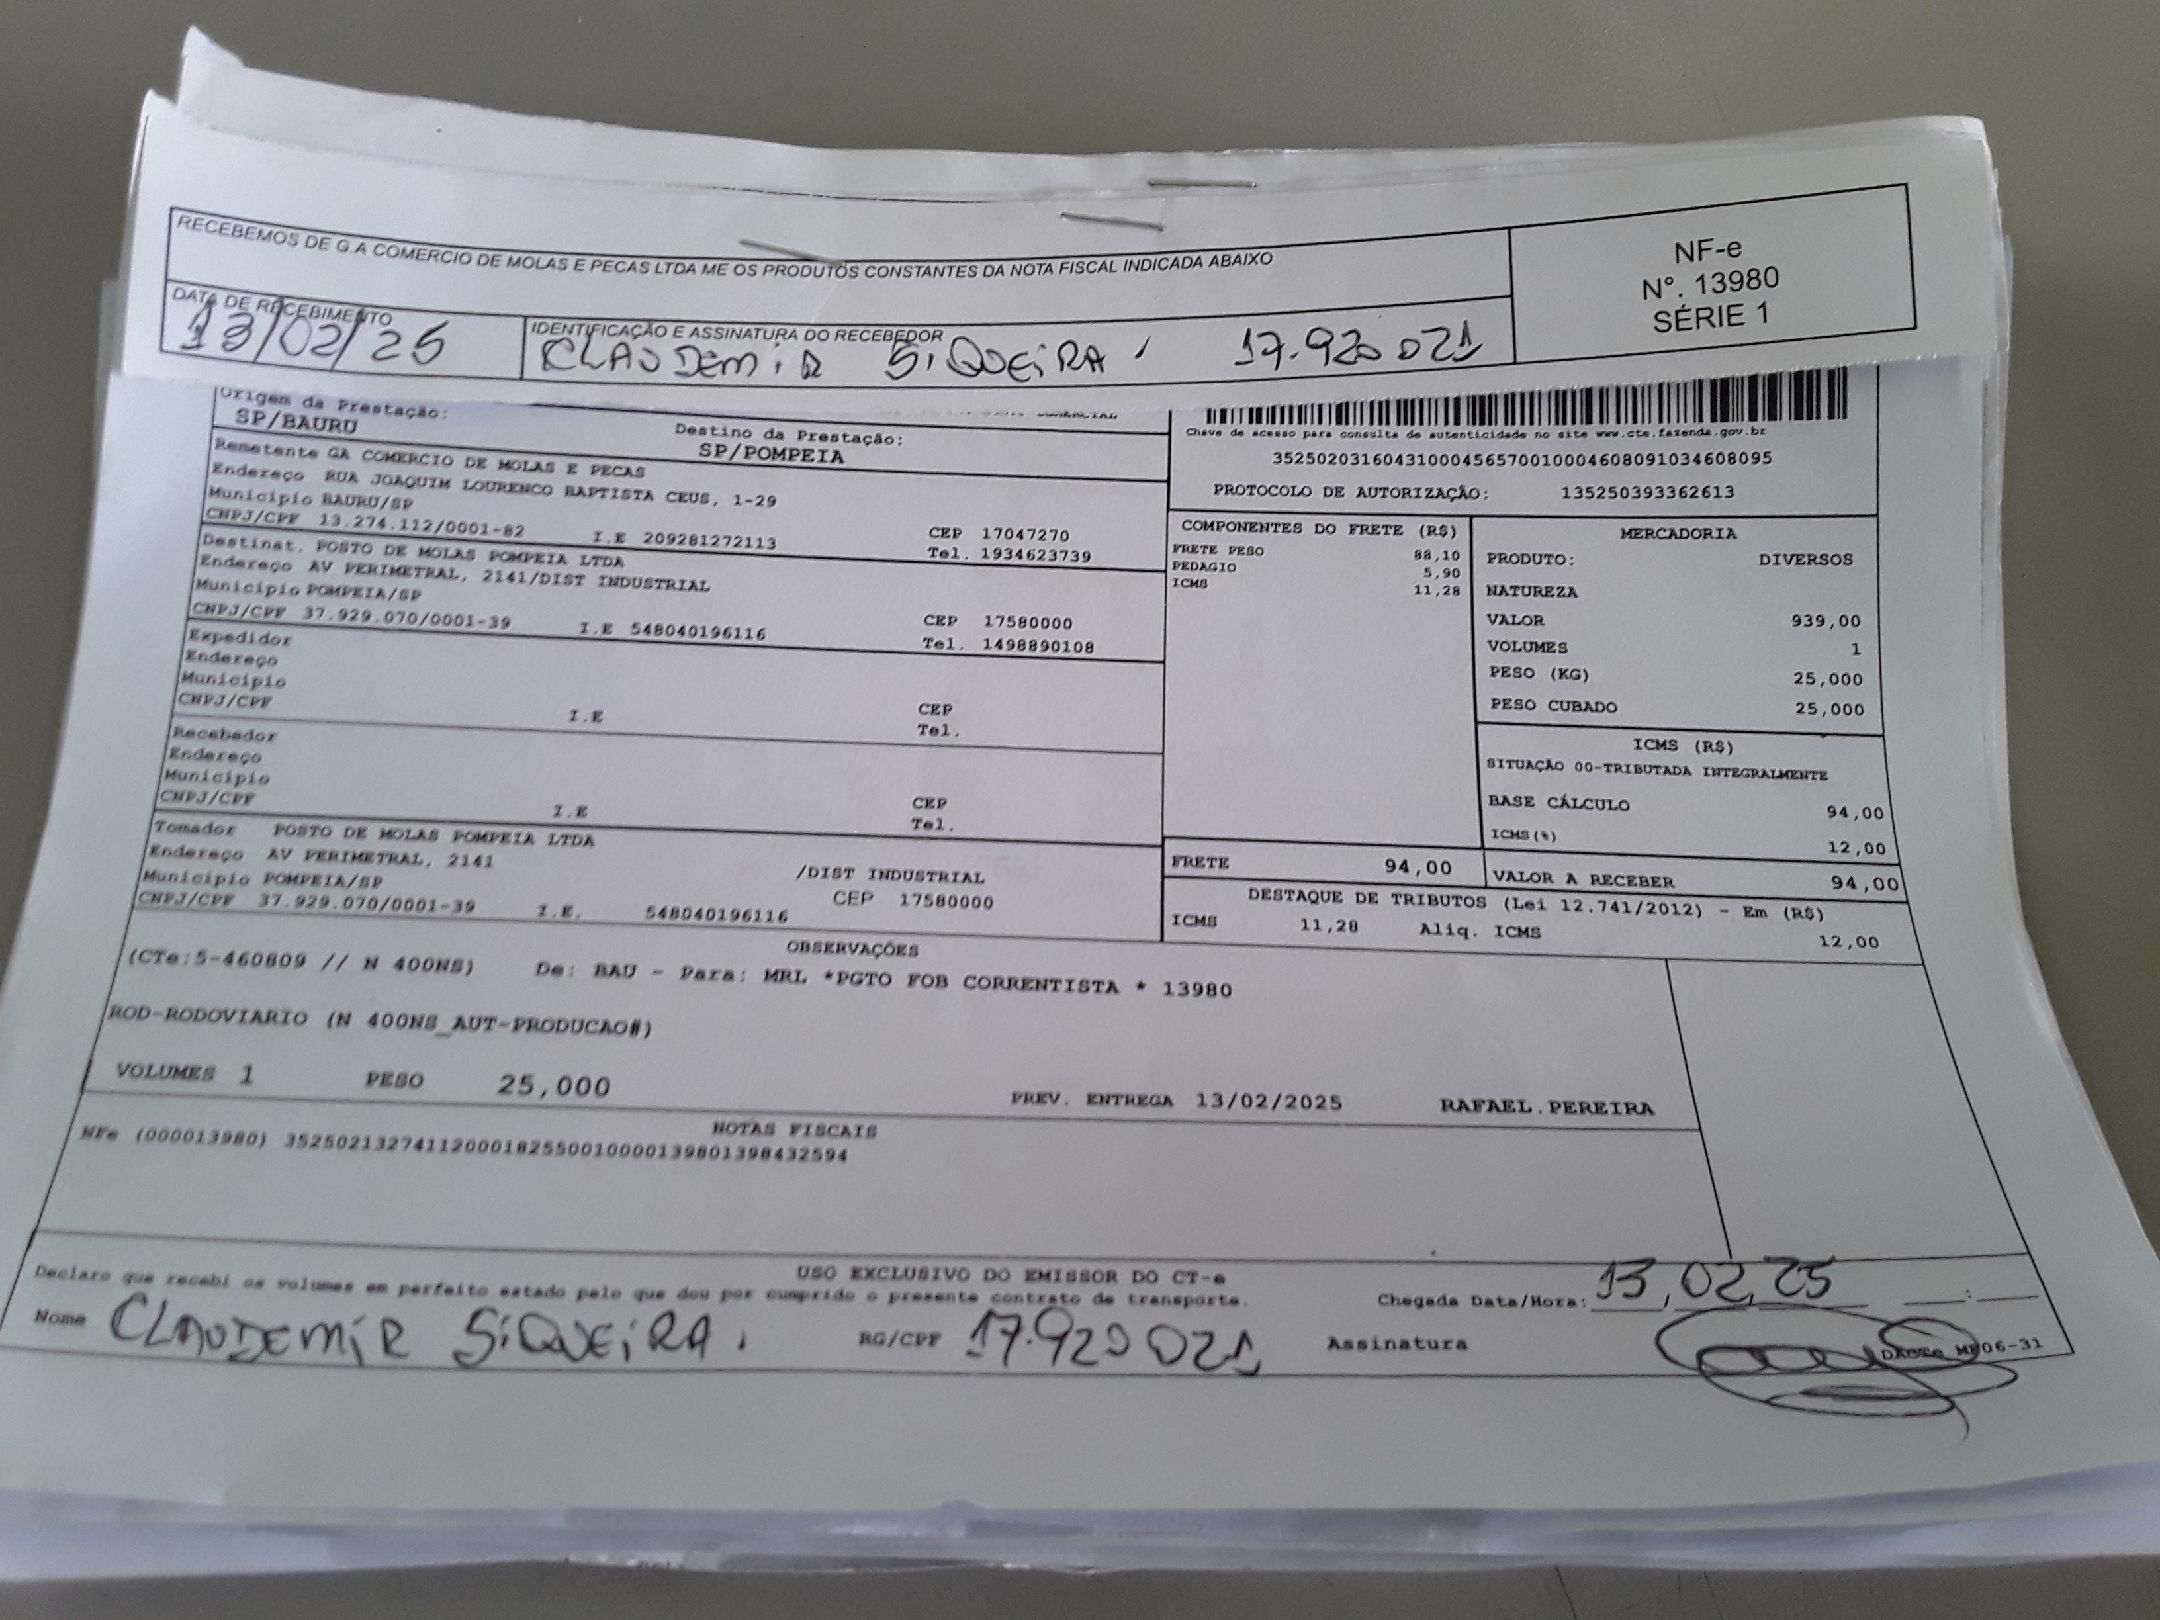 RECEBEMOS DE G A COMERCIO DE MOLAS E PECAS LTDA ME OS PRODUTOS CONSTANTES DA NOTA FISCAL INDICADA ABAIXO
NF-e
Nº. 13980
SÉRIE 1
DATA DE RECEBIMENTO
13/02/25
IDENTIFICAÇÃO E ASSINATURA DO RECEBEDOR
CLAUDEMIR SIQUEIRA 17.920 021
Origem da Prestação:
SP/BAURU
Destino da Prestação:
SP/POMPEIA
Remetente GA COMERCIO DE MOLAS E PECAS
Endereço RUA JOAQUIM LOURENCO BAPTISTA CEUS, 1-29
Município BAURU/SP
CEP 17047270
CNPJ/CPF 13.274.112/0001-82 I.E 209281272113 Tel. 1934623739
Destinat. POSTO DE MOLAS POMPEIA LTDA
Endereço AV PERIMETRAL, 2141/DIST INDUSTRIAL
Município POMPEIA/SP
CEP 17580000
CNPJ/CPF 37.929.070/0001-39 I.E 548040196116 Tel. 1498890108
Expedidor
Endereço
Município
CEP
CNPJ/CPF I.E Tel.
Recebedor
Endereço
Município
CEP
CNPJ/CPF I.E Tel.
Tomador POSTO DE MOLAS POMPEIA LTDA
Endereço AV PERIMETRAL, 2141 /DIST INDUSTRIAL
Município POMPEIA/SP CEP 17580000
CNPJ/CPF 37.929.070/0001-39 I.E. 548040196116
Chave de acesso para consulta de autenticidade no site www.cte.fazenda.gov.bz
35250203160431000456570010004608091034608095
PROTOCOLO DE AUTORIZAÇÃO: 135250393362613
COMPONENTES DO FRETE (R$)
FRETE PESO 88,10
PEDAGIO 5,90
ICMS 11,28
MERCADORIA
PRODUTO: DIVERSOS
NATUREZA
VALOR 939,00
VOLUMES 1
PESO (KG) 25,000
PESO CUBADO 25,000
ICMS (R$)
SITUAÇÃO 00-TRIBUTADA INTEGRALMENTE
BASE CÁLCULO 94,00
ICMS(%) 12,00
FRETE 94,00
VALOR A RECEBER 94,00
DESTAQUE DE TRIBUTOS (Lei 12.741/2012) - Em (R$)
ICMS 11,28 Aliq. ICMS 12,00
OBSERVAÇÕES
(CTe:5-460809 // N 400NS) De: BAU - Para: MRL *PGTO FOB CORRENTISTA * 13980
ROD-RODOVIARIO (N 400NS_AUT-PRODUCAO#)
VOLUMES 1 PESO 25,000 PREV. ENTREGA 13/02/2025 RAFAEL.PEREIRA
NOTAS FISCAIS
NFe (000013980) 35250213274112000182550010000139801398432594
USO EXCLUSIVO DO EMISSOR DO CT-e
Declaro que recebi os volumes em perfeito estado pelo que dou por cumprido o presente contrato de transporte.
Chegada Data/Hora: 13,02,25
Nome CLAUDEMIR SIQUEIRA. RG/CPF 17.920 021 Assinatura
06-31